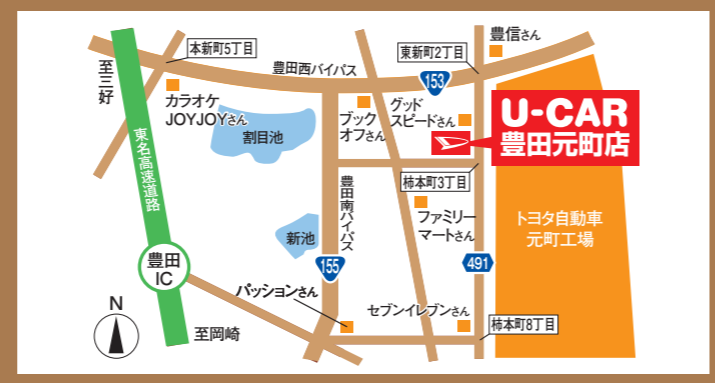 豊信さん
本新町5丁目
東新町2丁目
至三好
豊田西バイパス
153
カラオケ
JOYJOYさん
ブック
オフさん
グッド
スピードさん
U-CAR
豊田元町店
割目池
東名高速道路
柿本町3丁目
豊田南バイパス
ファミリー
マートさん
トヨタ自動車
元町工場
新池
豊田
IC
155
491
パッションさん
N
セブンイレブンさん
柿本町8丁目
至岡崎